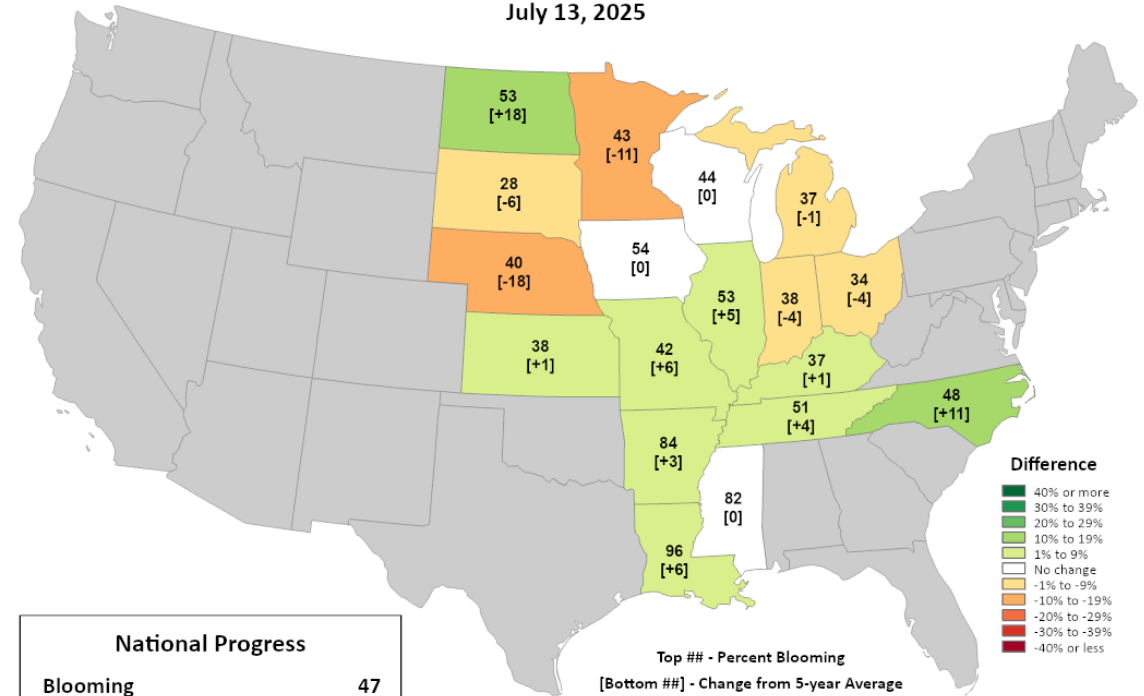 July 13, 2025
53
[+18]
43
[-11]
44
[0]
28
[-6]
37
[-1]
54
[0]
40
[-18]
53
[+5]
38
[-4]
34
[-4]
38
[+1]
42
[+6]
37
[+1]
48
[+11]
51
[+4]
84
[+3]
82
[0]
96
[+6]
Difference
40% or more
30% to 39%
20% to 29%
10% to 19%
1% to 9%
No change
-1% to -9%
-10% to -19%
-20% to -29%
-30% to -39%
-40% or less
National Progress
Blooming 47
Top ## - Percent Blooming
[Bottom ##] - Change from 5-year Average